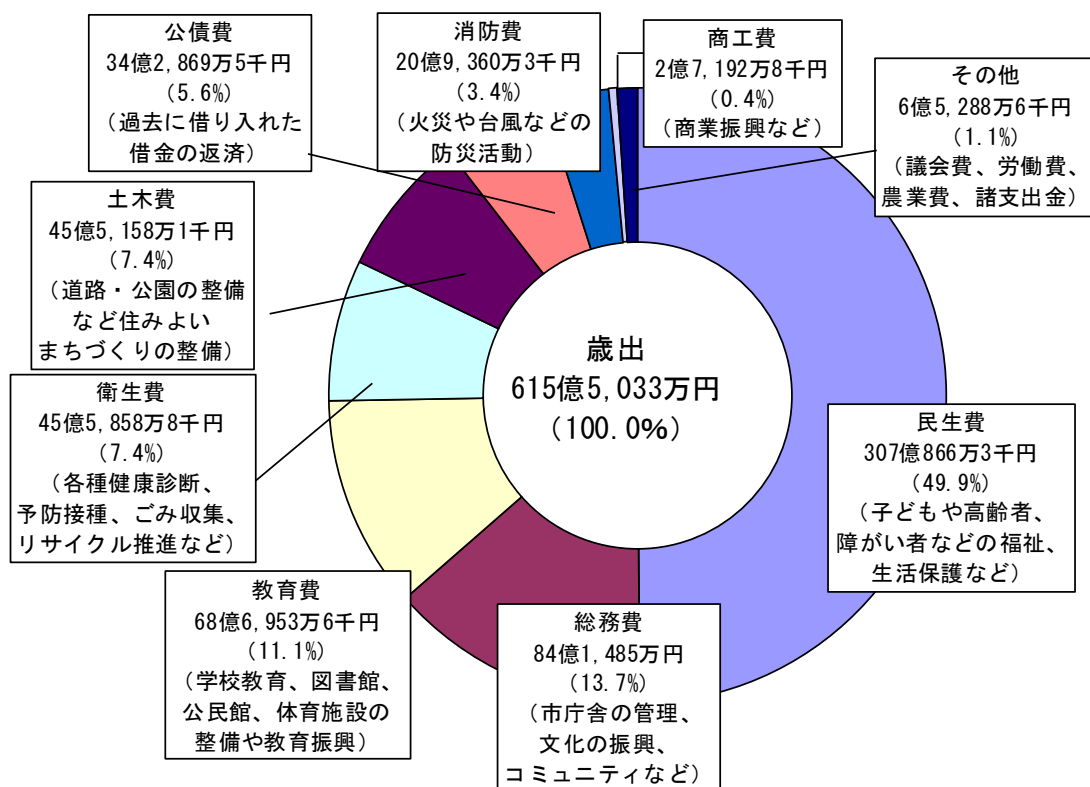 公債費
34億2,869万5千円
(5.6%)
(過去に借り入れた
借金の返済)
消防費
20億9,360万3千円
(3.4%)
(火災や台風などの
防災活動)
商工費
2億7,192万8千円
(0.4%)
(商業振興など)
その他
6億5,288万6千円
(1.1%)
(議会費、労働費、
農業費、諸支出金)
土木費
45億5,158万1千円
(7.4%)
(道路・公園の整備
など住みよい
まちづくりの整備)
歳出
615億5,033万円
(100.0%)
衛生費
45億5,858万8千円
(7.4%)
(各種健康診断、
予防接種、ごみ収集、
リサイクル推進など)
民生費
307億866万3千円
(49.9%)
(子どもや高齢者、
障がい者などの福祉、
生活保護など)
教育費
68億6,953万6千円
(11.1%)
(学校教育、図書館、
公民館、体育施設の
整備や教育振興)
総務費
84億1,485万円
(13.7%)
(市庁舎の管理、
文化の振興、
コミュニティなど)